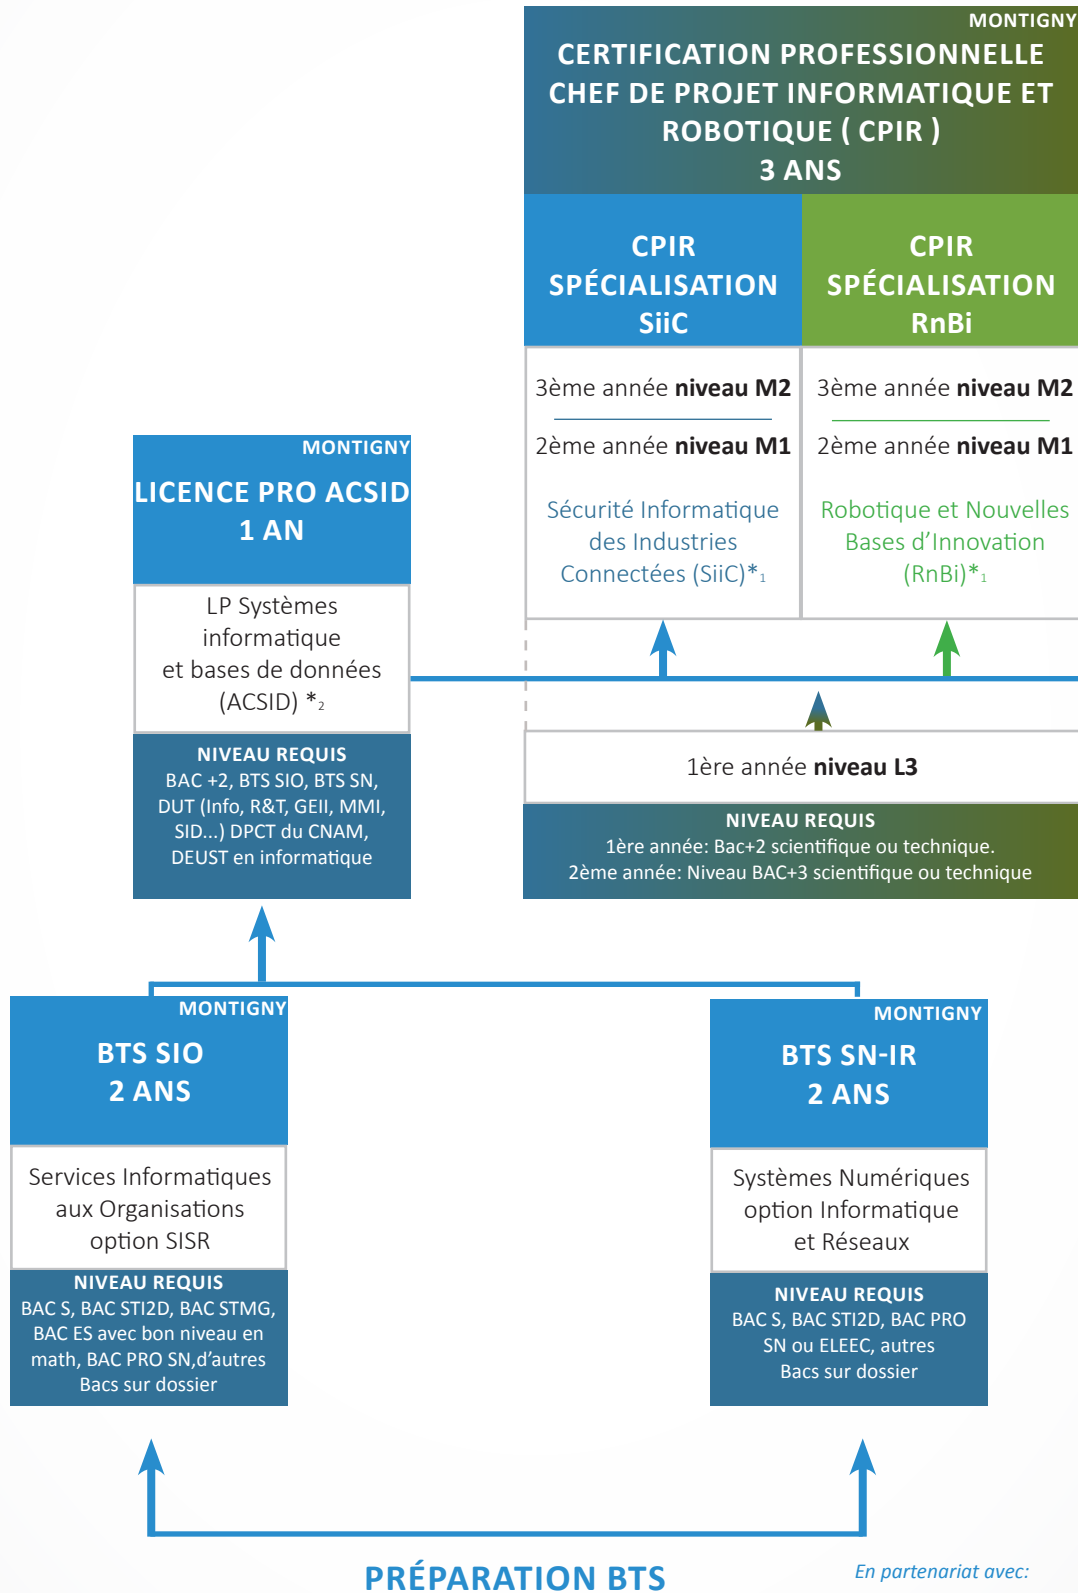 MONTIGNY
CERTIFICATION PROFESSIONNELLE
CHEF DE PROJET INFORMATIQUE ET
ROBOTIQUE ( CPIR )
3 ANS
CPIR
SPÉCIALISATION
SiiC
CPIR
SPÉCIALISATION
RnBi
3ème année niveau M2
2ème année niveau M1
Sécurité Informatique
des Industries
Connectées (SiiC)*1
3ème année niveau M2
2ème année niveau M1
Robotique et Nouvelles
Bases d'Innovation
(RnBi)*1
MONTIGNY
LICENCE PRO ACSID
1 AN
LP Systèmes
informatique
et bases de données
(ACSID) *2
NIVEAU REQUIS
BAC +2, BTS SIO, BTS SN,
DUT (Info, R&T, GEII, MMI,
SID...) DPCT du CNAM,
DEUST en informatique
1ère année niveau L3
NIVEAU REQUIS
1ère année: Bac+2 scientifique ou technique.
2ème année: Niveau BAC+3 scientifique ou technique
MONTIGNY
BTS SIO
2 ANS
Services Informatiques
aux Organisations
option SISR
NIVEAU REQUIS
BAC S, BAC STI2D, BAC STMG,
BAC ES avec bon niveau en
math, BAC PRO SN,d'autres
Bacs sur dossier
MONTIGNY
BTS SN-IR
2 ANS
Systèmes Numériques
option Informatique
et Réseaux
NIVEAU REQUIS
BAC S, BAC STI2D, BAC PRO
SN ou ELEEC, autres
Bacs sur dossier
PRÉPARATION BTS
En partenariat avec: